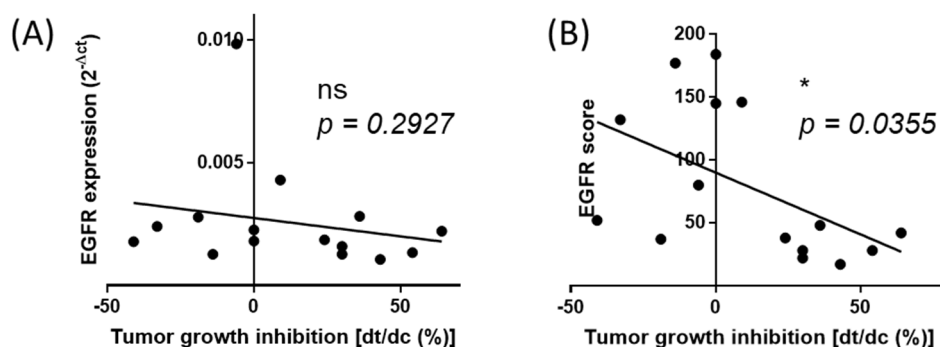 (A)
EGFR expression (2-Δct)
0.010
0.005
ns
p = 0.2927
-50
0
50
Tumor growth inhibition [dt/dc (%)]
(B)
EGFR score
200
150
100
50
*
p = 0.0355
-50
0
50
Tumor growth inhibition [dt/dc (%)]